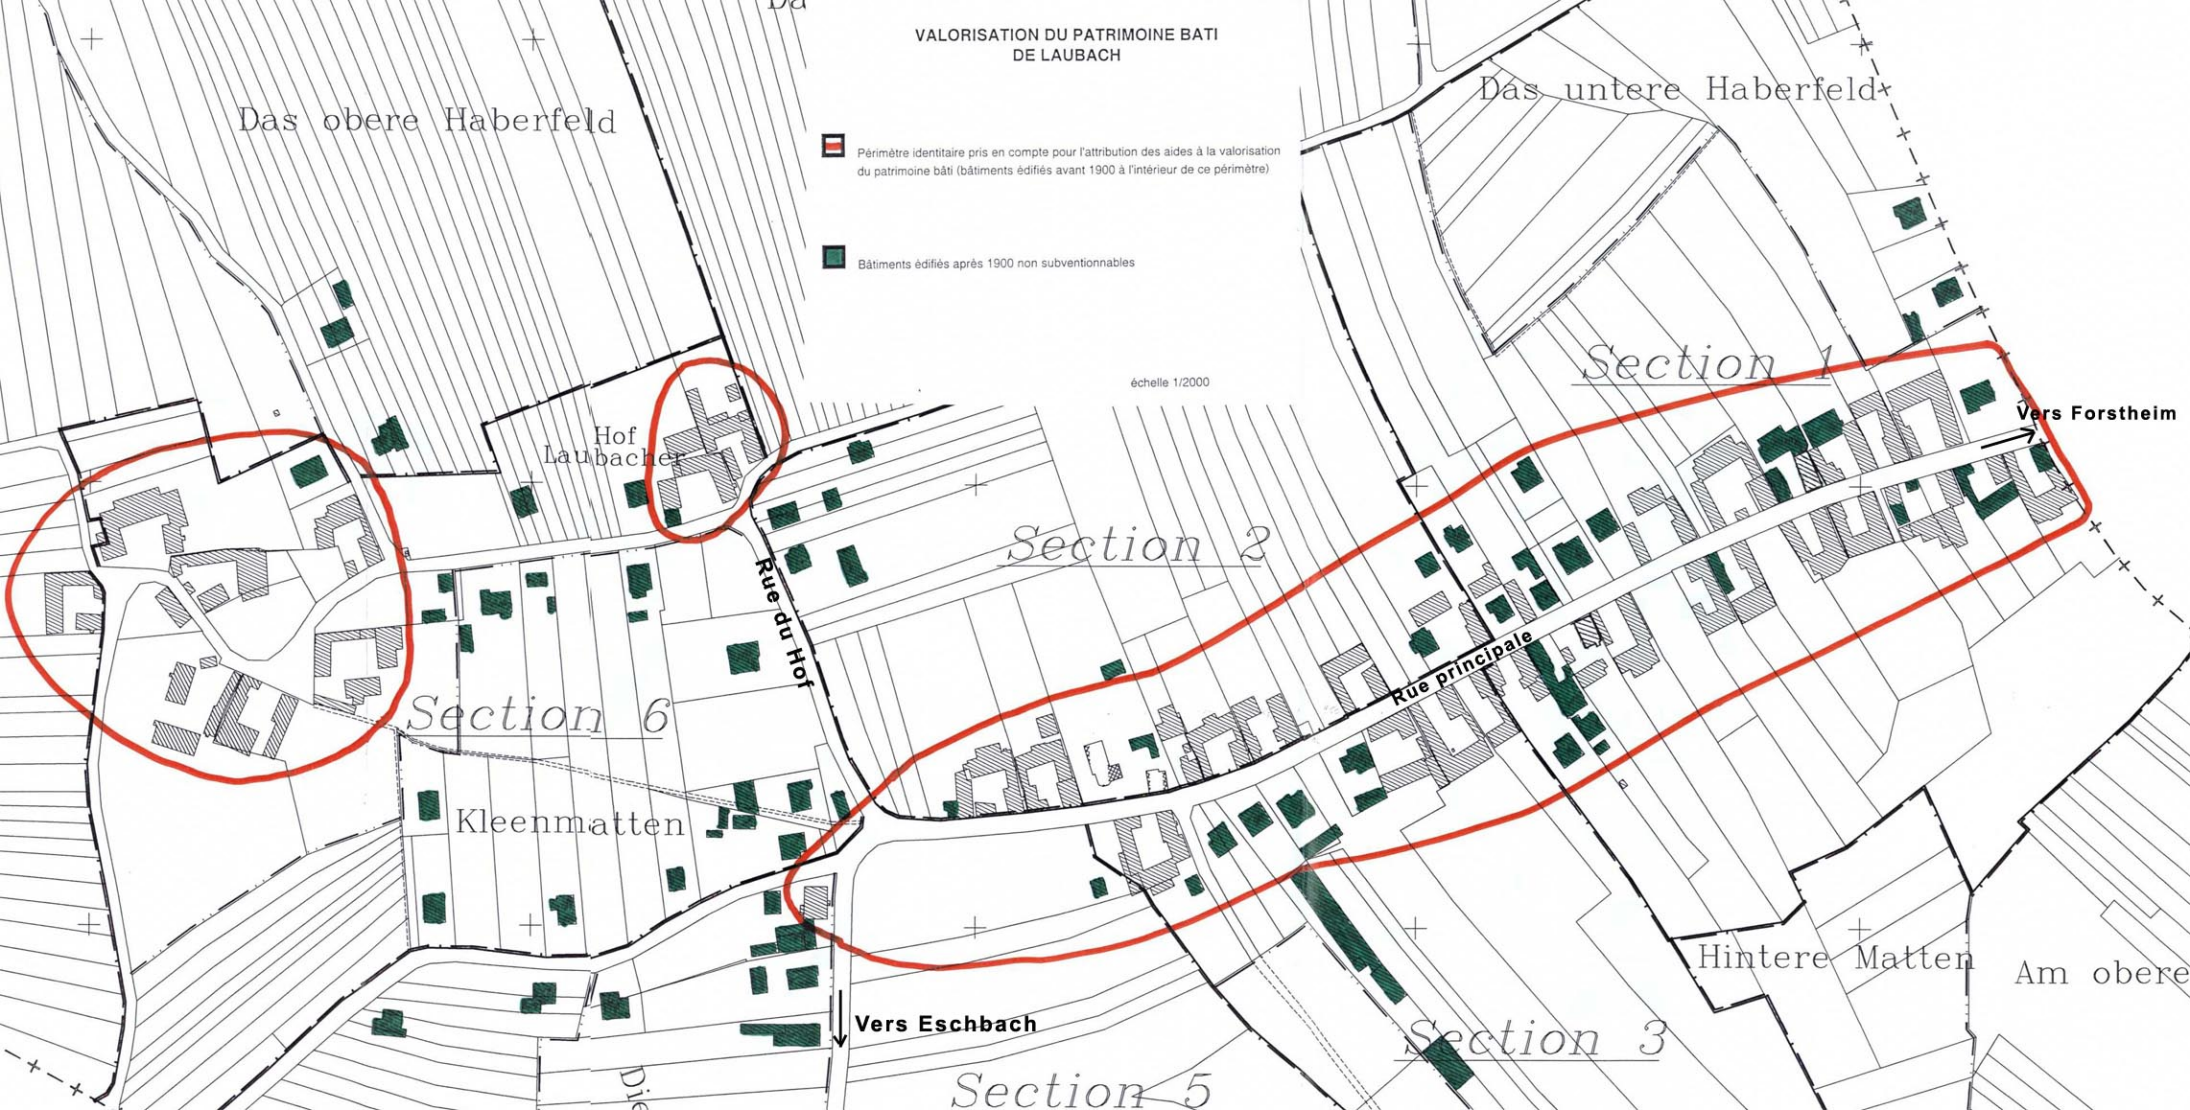 Da
VALORISATION DU PATRIMOINE BATI
DE LAUBACH
Das obere Haberfeld
Das untere Haberfeld
Périmètre identitaire pris en compte pour l'attribution des aides à la valorisation
du patrimoine bâti (bâtiments édifiés avant 1900 à l'intérieur de ce périmètre)
Bâtiments édifiés après 1900 non subventionnables
échelle 1/2000
Section 1
Vers Forstheim
Hof
Laubacher
Section 2
Rue du Hof
Rue principale
Section 6
Kleenmatten
Hintere Matten
Am obere
Vers Eschbach
Section 3
Die
Section 5